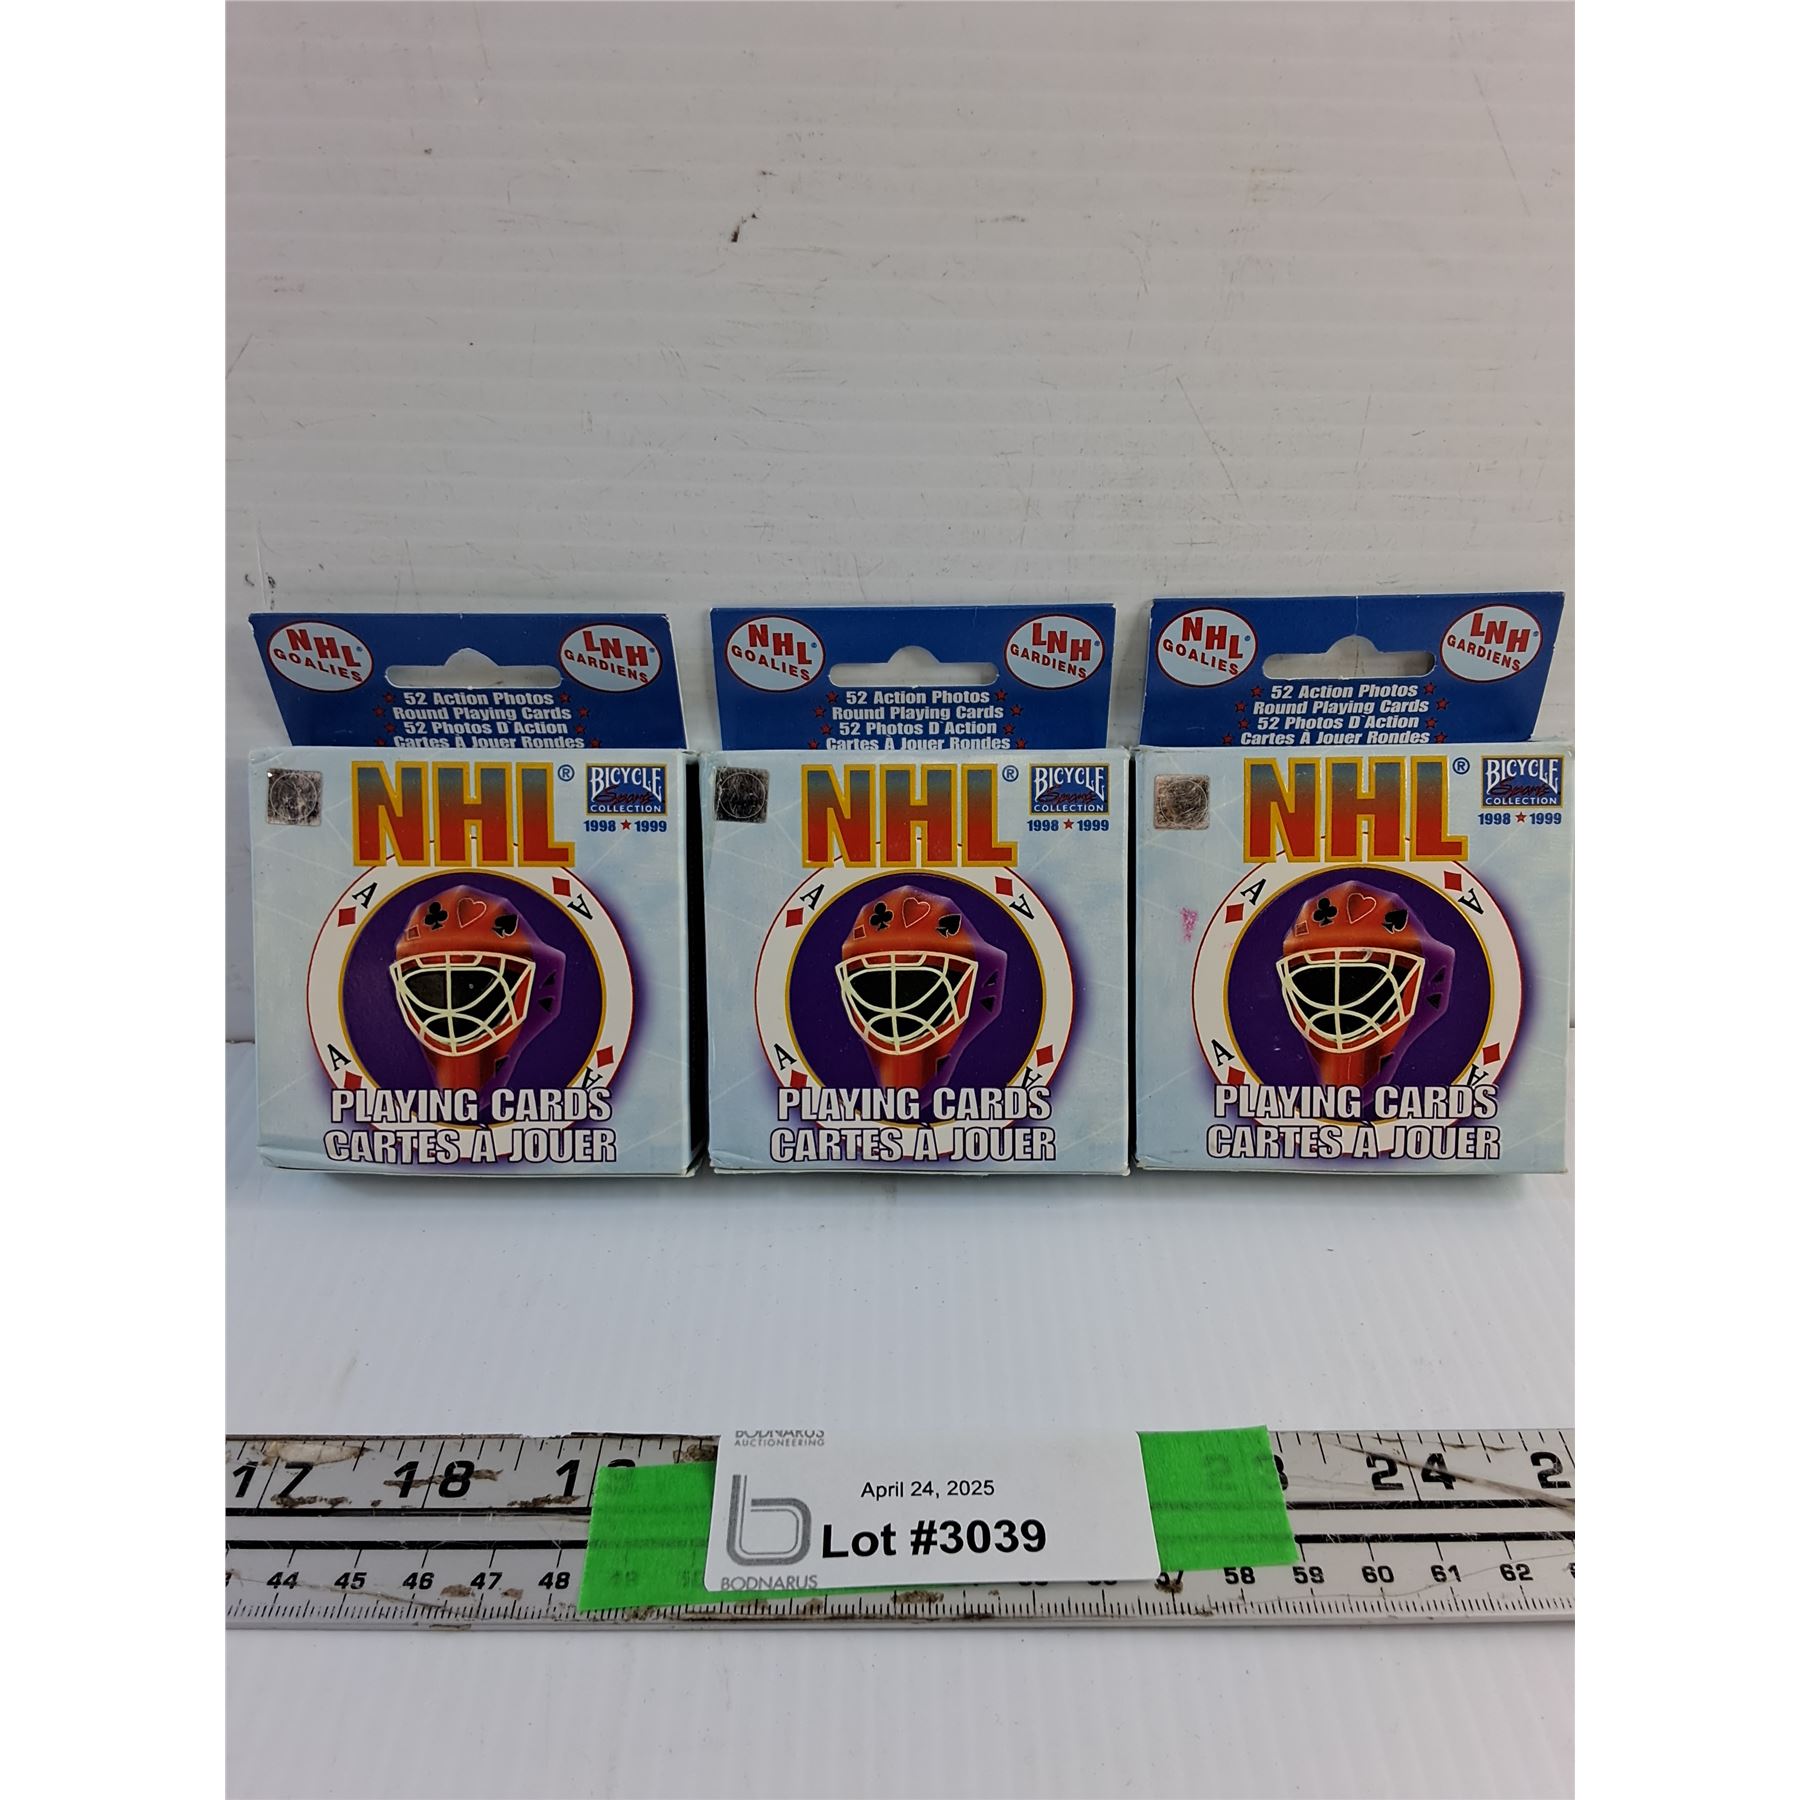 NHL
GOALIES
LNH
GARDIENS
52 Action Photos
Round Playing Cards
52 Photos D'Action
Cartes À Jouer Rondes
NHL®
BICYCLE
Sports
COLLECTION
1998 ★ 1999
A
A
A
A
PLAYING CARDS
CARTES À JOUER
NHL
GOALIES
LNH
GARDIENS
52 Action Photos
Round Playing Cards
52 Photos D'Action
Cartes À Jouer Rondes
NHL®
BICYCLE
Sports
COLLECTION
1998 ★ 1999
A
A
A
A
PLAYING CARDS
CARTES À JOUER
NHL
GOALIES
LNH
GARDIENS
52 Action Photos
Round Playing Cards
52 Photos D'Action
Cartes À Jouer Rondes
NHL®
BICYCLE
Sports
COLLECTION
1998 ★ 1999
A
A
A
A
PLAYING CARDS
CARTES À JOUER
BODNARUS
AUCTIONEERING
April 24, 2025
Lot #3039
BODNARUS
17 18 19 23 24 2
44 45 46 47 48 49 57 58 59 60 61 62